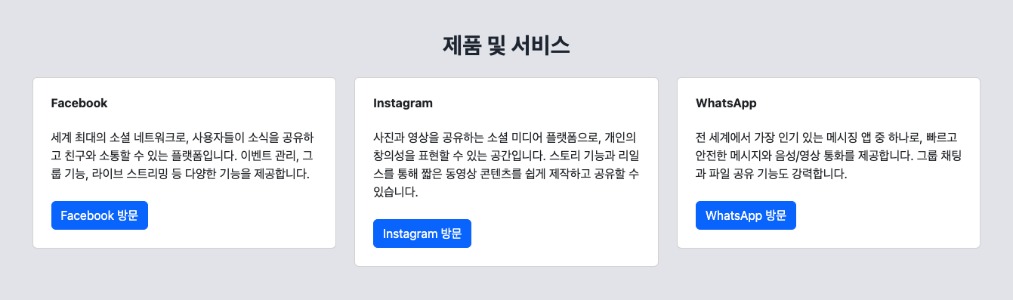 제품 및 서비스
Facebook
세계 최대의 소셜 네트워크로, 사용자들이 소식을 공유하
고 친구와 소통할 수 있는 플랫폼입니다. 이벤트 관리, 그
룹 기능, 라이브 스트리밍 등 다양한 기능을 제공합니다.
Facebook 방문
Instagram
사진과 영상을 공유하는 소셜 미디어 플랫폼으로, 개인의
창의성을 표현할 수 있는 공간입니다. 스토리 기능과 리일
스를 통해 짧은 동영상 콘텐츠를 쉽게 제작하고 공유할 수
있습니다.
Instagram 방문
WhatsApp
전 세계에서 가장 인기 있는 메시징 앱 중 하나로, 빠르고
안전한 메시지와 음성/영상 통화를 제공합니다. 그룹 채팅
과 파일 공유 기능도 강력합니다.
WhatsApp 방문